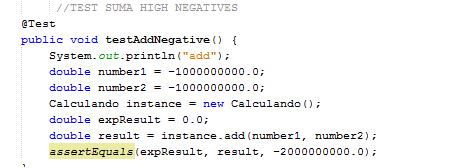 //TEST SUMA HIGH NEGATIVES
@Test
public void testAddNegative() {
System.out.println("add");
double number1 = -1000000000.0;
double number2 = -1000000000.0;
Calculando instance = new Calculando();
double expResult = 0.0;
double result = instance.add(number1, number2);
assertEquals(expResult, result, -2000000000.0);